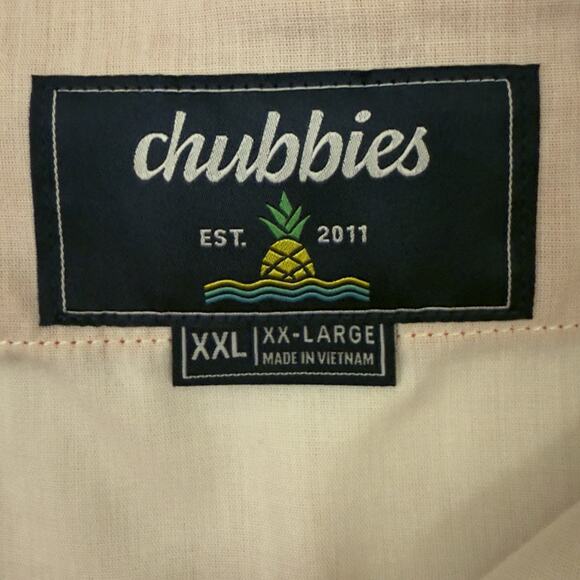 chubbies
EST. 2011
XXL XX-LARGE
MADE IN VIETNAM